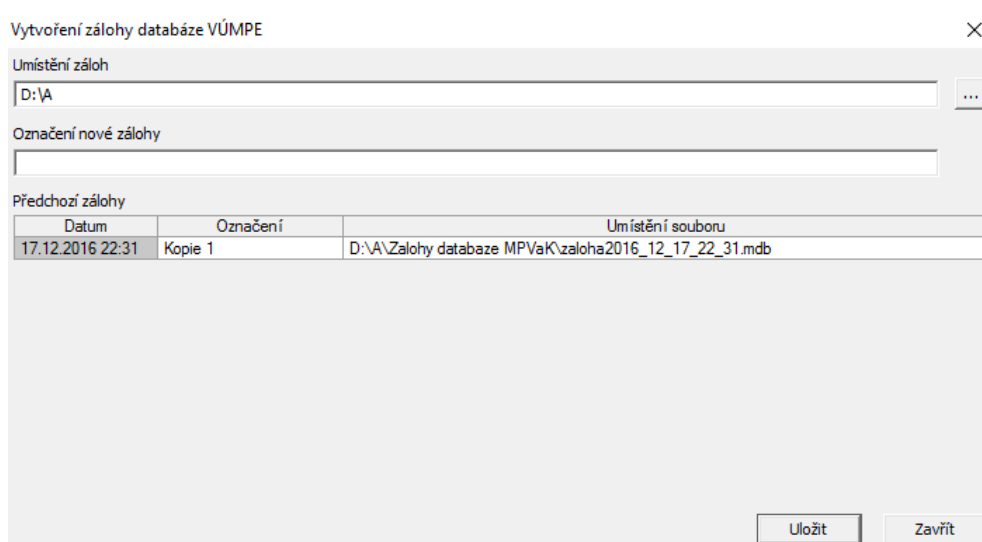 Vytvoření zálohy databáze VÚMPE
Umístění záloh
D:\A
...
Označení nové zálohy
Předchozí zálohy
Datum Označení Umístění souboru
17.12.2016 22:31 Kopie 1 D:\A\Zalohy databaze MPVaK\zaloha2016_12_17_22_31.mdb
Uložit Zavřít